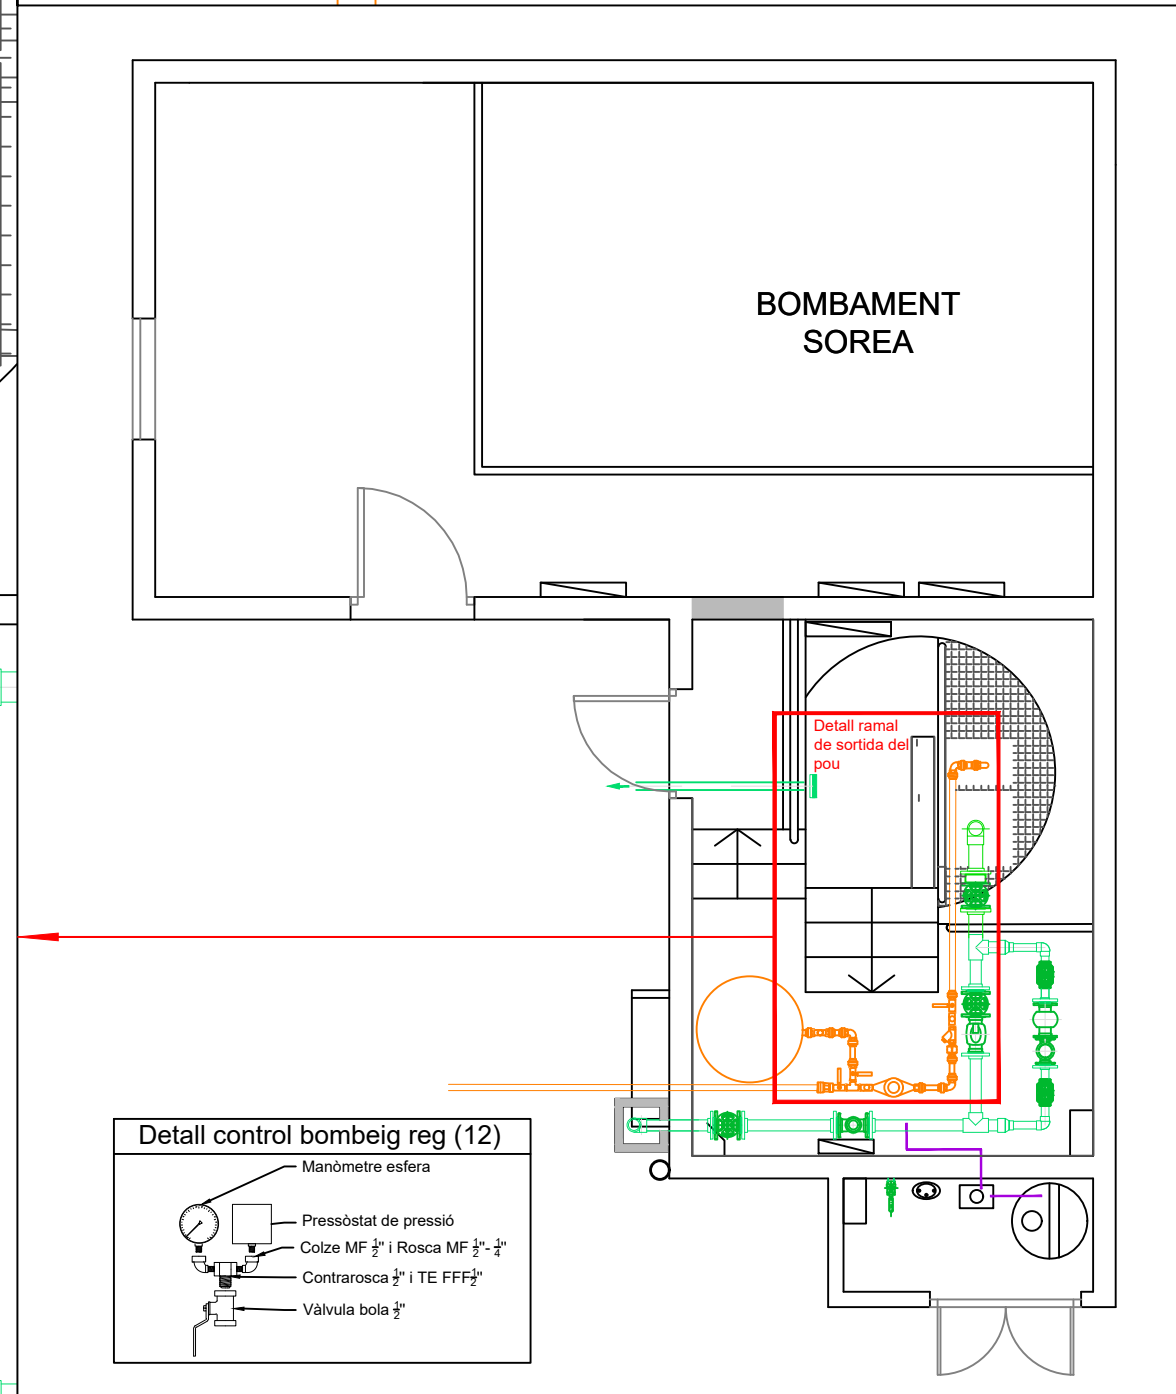 BOMBAMENT
SOREA
Detall ramal
de sortida del
pou
Detall control bombeig reg (12)
Manòmetre esfera
Pressòstat de pressió
Colze MF 1/2" i Rosca MF 1/2"- 1/4"
Contrarosca 1/2" i TE FFF1/2"
Vàlvula bola 1/2"